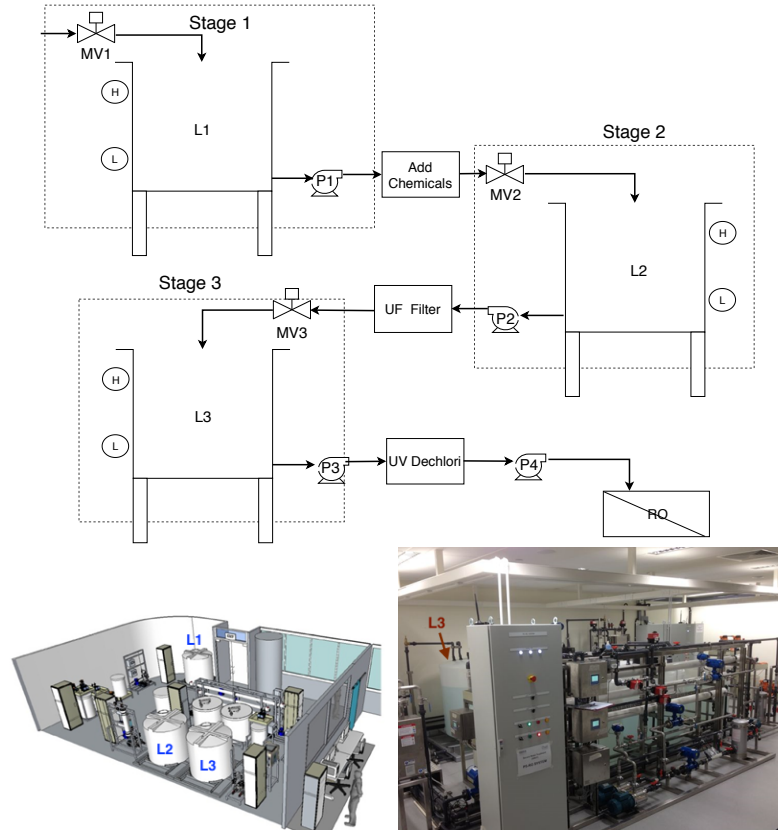 Stage 1
MV1
H
L1
L
P1
Add
Chemicals
Stage 2
MV2
H
L2
L
Stage 3
MV3
UF Filter
P2
H
L3
L
P3
UV Dechlori
P4
RO
L1
L2
L3
L3